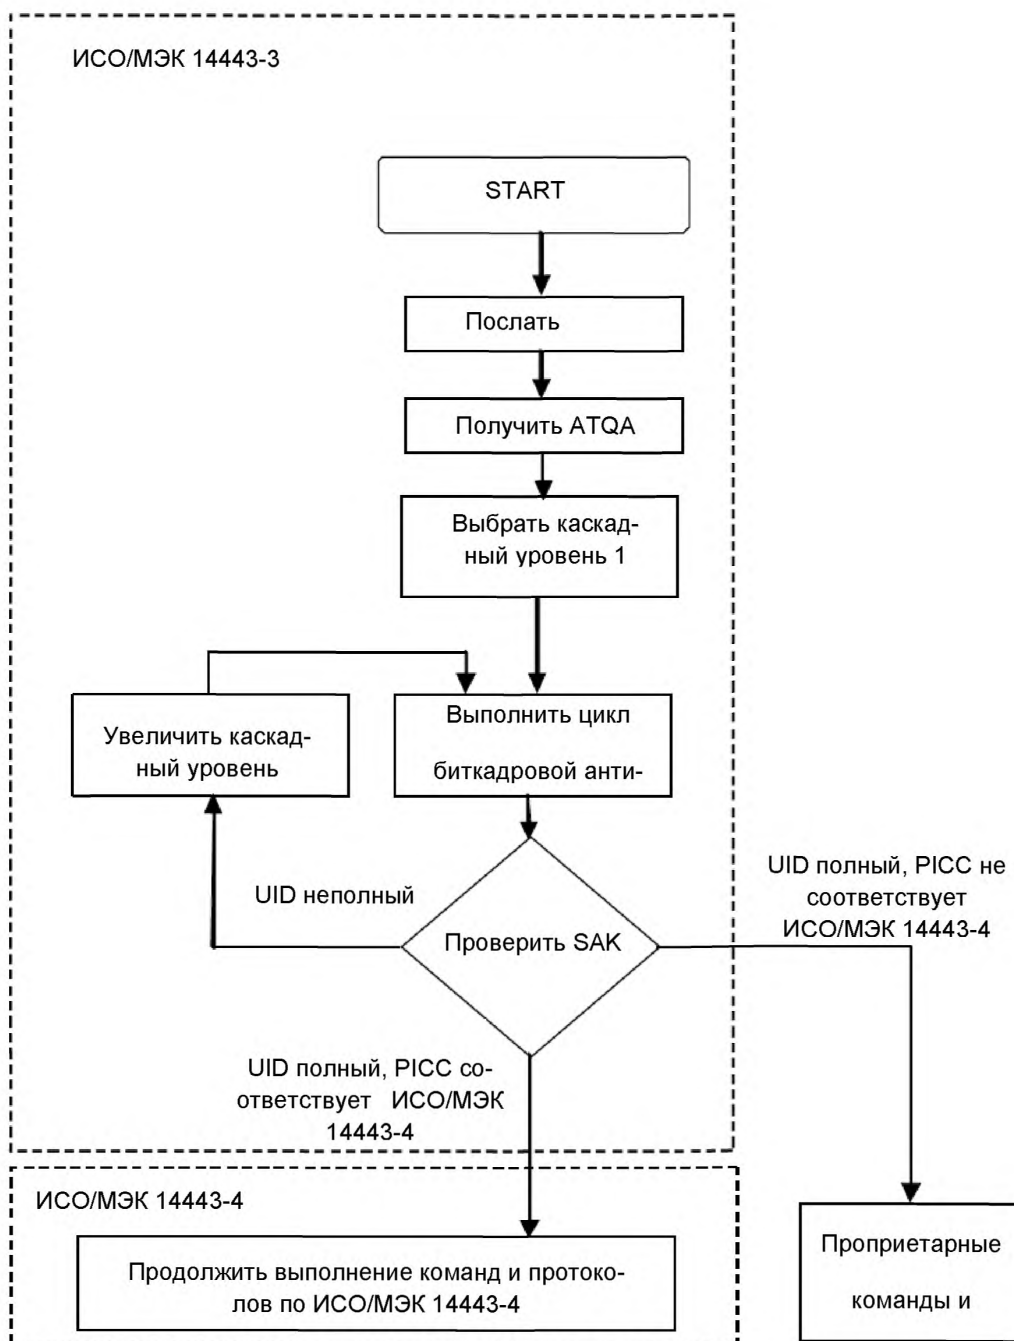 ИСО/МЭК 14443-3
START
Послать
Получить ATQA
Выбрать каскад-
ный уровень 1
Увеличить каскад-
ный уровень
Выполнить цикл
биткадровой анти-
UID неполный
Проверить SAK
UID полный, PICC не
соответствует
ИСО/МЭК 14443-4
UID полный, PICC со-
ответствует ИСО/МЭК
14443-4
ИСО/МЭК 14443-4
Продолжить выполнение команд и протоко-
лов по ИСО/МЭК 14443-4
Проприетарные
команды и